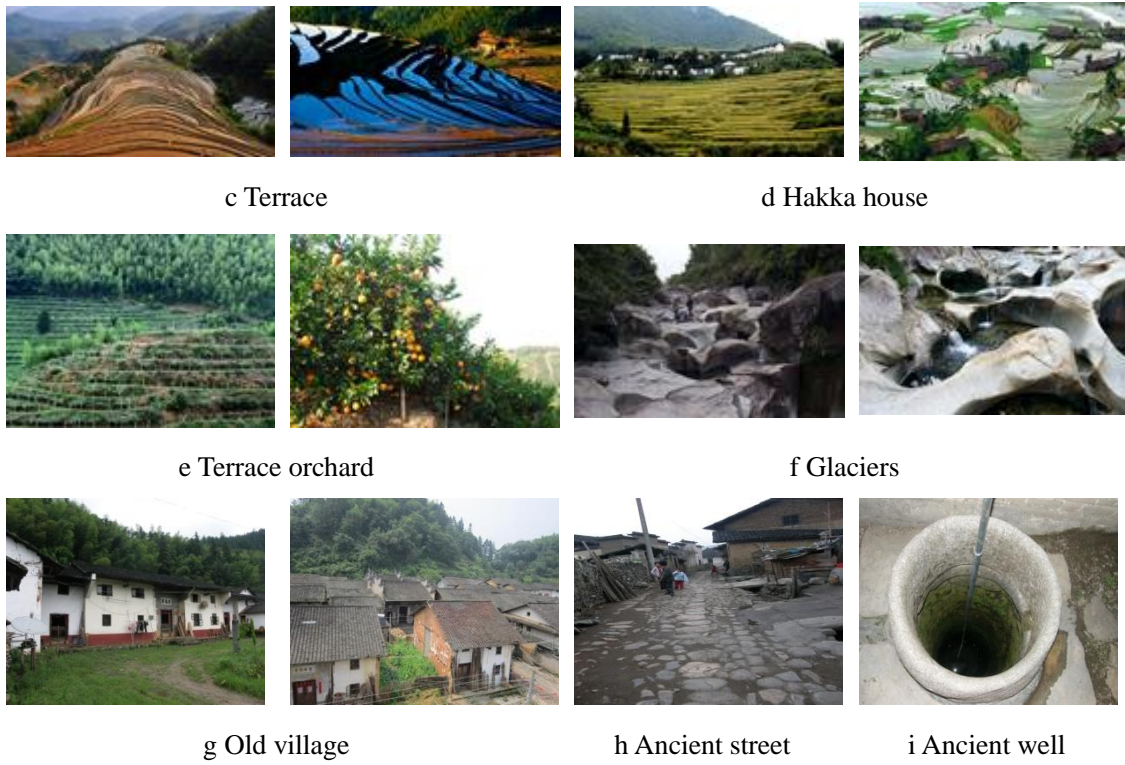 c Terrace
d Hakka house
e Terrace orchard
f Glaciers
g Old village
h Ancient street
i Ancient well